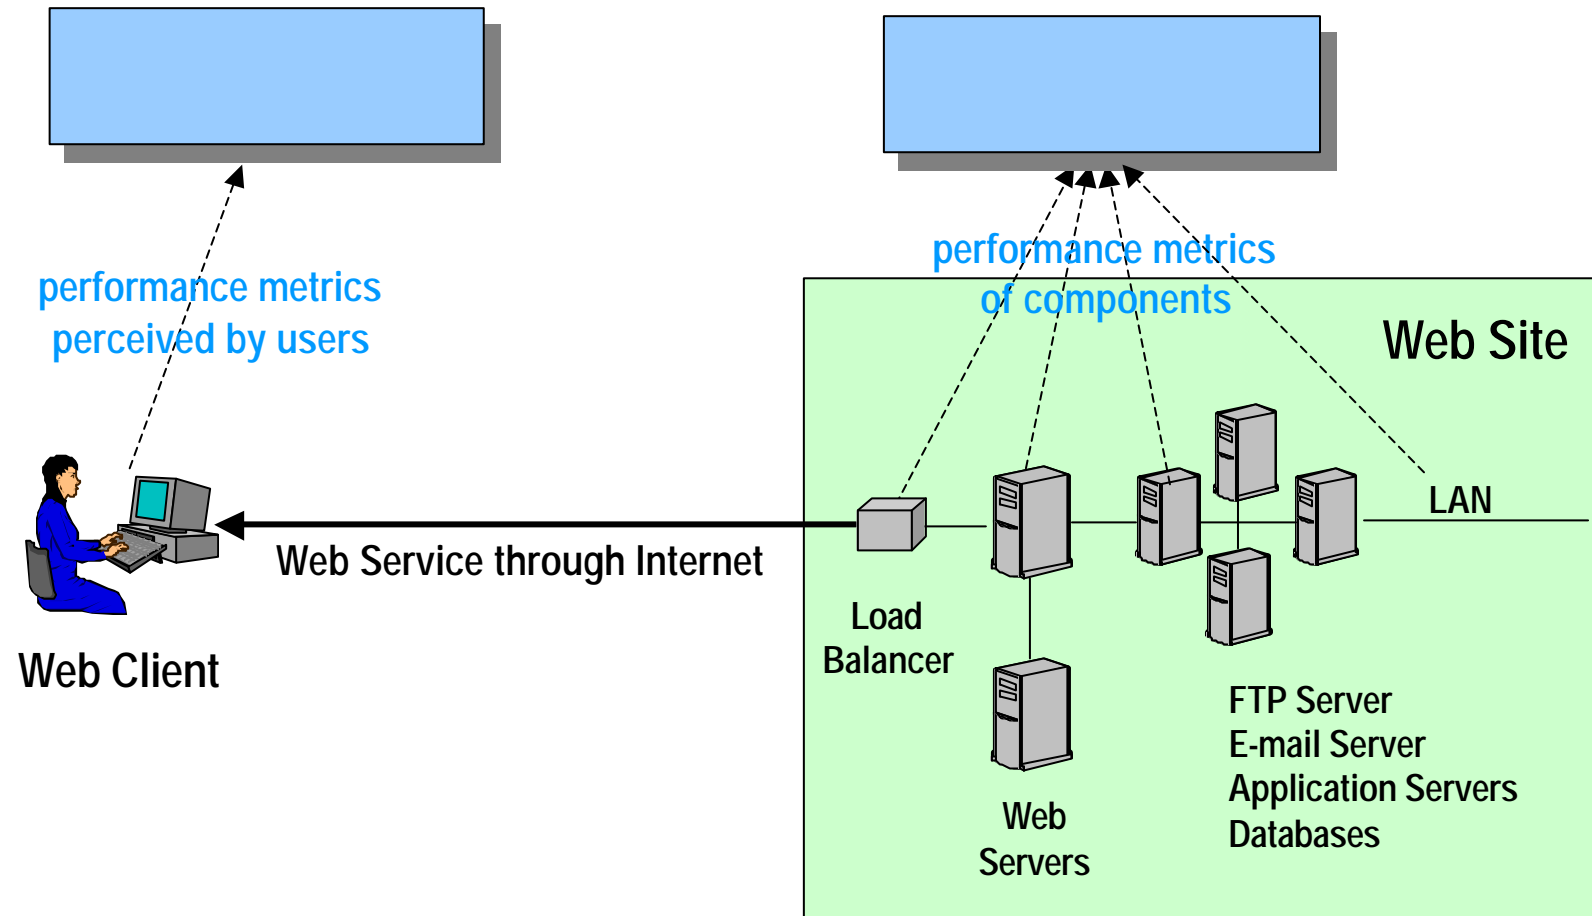 performance metrics
perceived by users
performance metrics
of components
Web Site
LAN
Web Service through Internet
Web Client
Load
Balancer
Web
Servers
FTP Server
E-mail Server
Application Servers
Databases